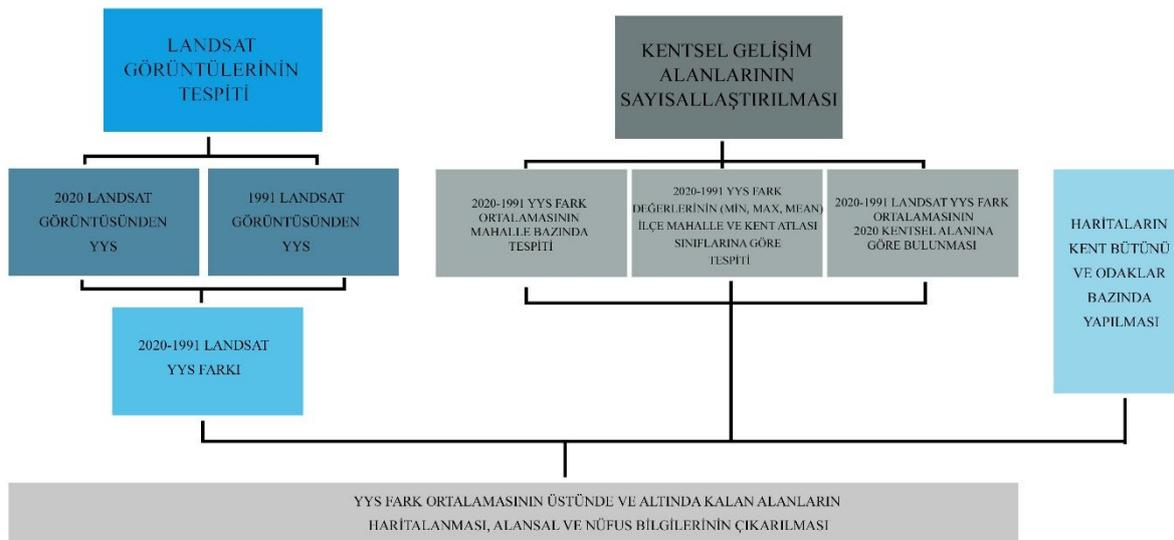 LANDSAT
GÖRÜNTÜLERİNİN
TESPİTİ
KENTSEL GELİŞİM
ALANLARININ
SAYISALLAŞTIRILMASI
2020 LANDSAT
GÖRÜTÜSÜNDEN
YYS
1991 LANDSAT
GÖRÜTÜSÜNDEN
YYS
2020-1991 YYS FARK
ORTALAMASININ
MAHALLE BAZINDA
TESPİTİ
2020-1991 YYS FARK
DEĞERLERİNİN (MİN, MAX, MEAN)
İLÇE MAHALLE VE KENT ATLASI
SINIFLARINA GÖRE
TESPİTİ
2020-1991 LANDSAT YYS FARK
ORTALAMASININ
2020 KENTSEL ALANINA
GÖRE BULUNMASI
HARİTALARIN
KENT BÜTÜNÜ
VE ODAKLAR
BAZINDA
YAPILMASI
2020-1991 LANDSAT
YYS FARKI
YYS FARK ORTALAMASININ ÜSTÜNDE VE ALTINDA KALAN ALANLARIN
HARİTALANMASI, ALANSAL VE NÜFUS BİLGİLERİNİN ÇIKARILMASI